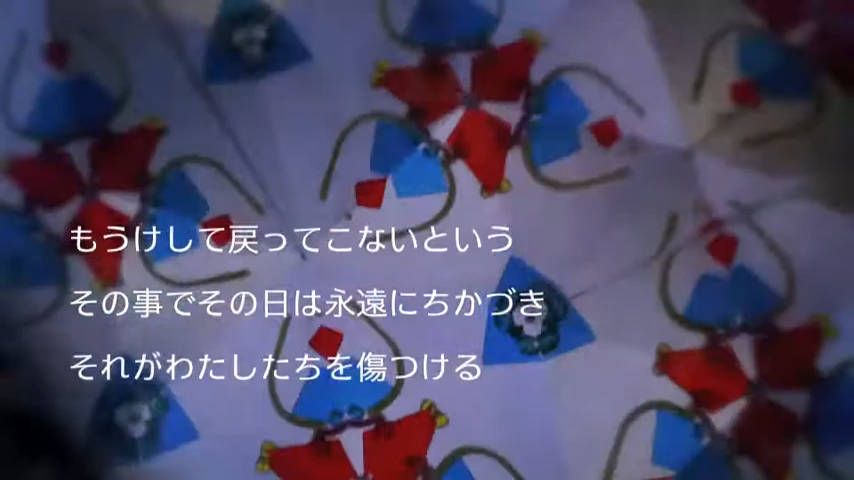 もうけして戻ってこないという
その事でその日は永遠にちかづき
それがわたしたちを傷つける